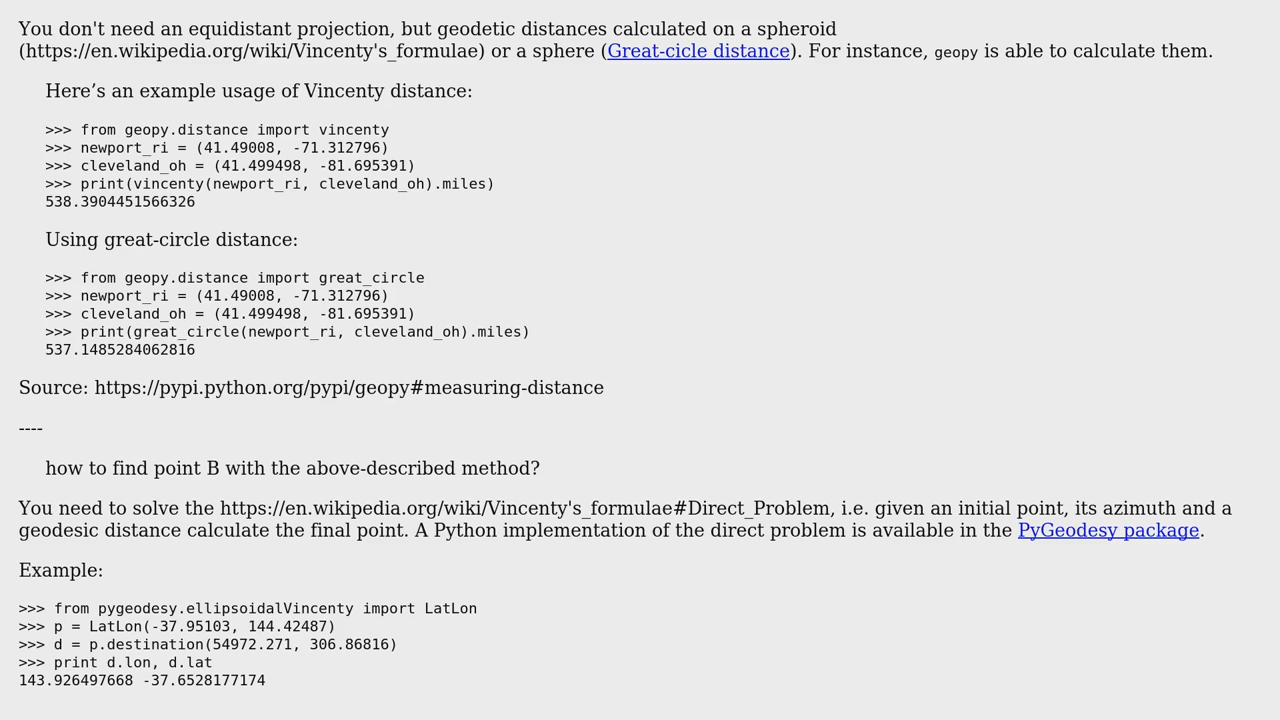 You don't need an equidistant projection, but geodetic distances calculated on a spheroid
(https://en.wikipedia.org/wiki/Vincenty's_formulae) or a sphere (Great-cicle distance). For instance, geopy is able to calculate them.
Here’s an example usage of Vincenty distance:
>>> from geopy.distance import vincenty
>>> newport_ri = (41.49008, -71.312796)
>>> cleveland_oh = (41.499498, -81.695391)
>>> print(vincenty(newport_ri, cleveland_oh).miles)
538.3904451566326
Using great-circle distance:
>>> from geopy.distance import great_circle
>>> newport_ri = (41.49008, -71.312796)
>>> cleveland_oh = (41.499498, -81.695391)
>>> print(great_circle(newport_ri, cleveland_oh).miles)
537.1485284062816
Source: https://pypi.python.org/pypi/geopy#measuring-distance
----
how to find point B with the above-described method?
You need to solve the https://en.wikipedia.org/wiki/Vincenty's_formulae#Direct_Problem, i.e. given an initial point, its azimuth and a
geodesic distance calculate the final point. A Python implementation of the direct problem is available in the PyGeodesy package.
Example:
>>> from pygeodesy.ellipsoidalVincenty import LatLon
>>> p = LatLon(-37.95103, 144.42487)
>>> d = p.destination(54972.271, 306.86816)
>>> print d.lon, d.lat
143.926497668 -37.6528177174